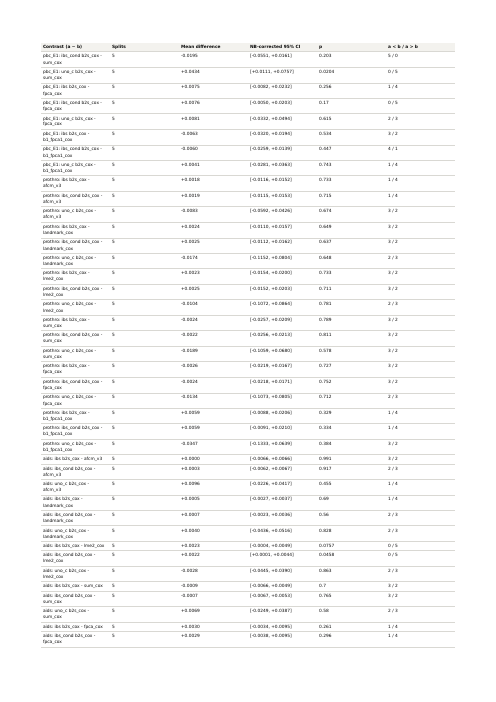 Contrast (a − b) Splits Mean difference NB-corrected 95% CI p a < b / a > b
pbc_E1: ibs_cond b2s_cox - 5 -0.0195 [-0.0551, +0.0161] 0.203 5 / 0
sum_cox
pbc_E1: uno_c b2s_cox - 5 +0.0434 [+0.0111, +0.0757] 0.0204 0 / 5
sum_cox
pbc_E1: ibs b2s_cox - 5 +0.0075 [-0.0082, +0.0232] 0.256 1 / 4
fpca_cox
pbc_E1: ibs_cond b2s_cox - 5 +0.0076 [-0.0050, +0.0203] 0.17 0 / 5
fpca_cox
pbc_E1: uno_c b2s_cox - 5 +0.0081 [-0.0332, +0.0494] 0.615 2 / 3
fpca_cox
pbc_E1: ibs b2s_cox - 5 -0.0063 [-0.0320, +0.0194] 0.534 3 / 2
b1_fpca1_cox
pbc_E1: ibs_cond b2s_cox - 5 -0.0060 [-0.0259, +0.0139] 0.447 4 / 1
b1_fpca1_cox
pbc_E1: uno_c b2s_cox - 5 +0.0041 [-0.0281, +0.0363] 0.743 1 / 4
b1_fpca1_cox
prothro: ibs b2s_cox - 5 +0.0018 [-0.0116, +0.0152] 0.733 1 / 4
afcm_v3
prothro: ibs_cond b2s_cox - 5 +0.0019 [-0.0115, +0.0153] 0.715 1 / 4
afcm_v3
prothro: uno_c b2s_cox - 5 -0.0083 [-0.0592, +0.0426] 0.674 3 / 2
afcm_v3
prothro: ibs b2s_cox - 5 +0.0024 [-0.0110, +0.0157] 0.649 3 / 2
landmark_cox
prothro: ibs_cond b2s_cox - 5 +0.0025 [-0.0112, +0.0162] 0.637 3 / 2
landmark_cox
prothro: uno_c b2s_cox - 5 -0.0174 [-0.1152, +0.0804] 0.648 2 / 3
landmark_cox
prothro: ibs b2s_cox - 5 +0.0023 [-0.0154, +0.0200] 0.733 3 / 2
lme2_cox
prothro: ibs_cond b2s_cox - 5 +0.0025 [-0.0152, +0.0203] 0.711 3 / 2
lme2_cox
prothro: uno_c b2s_cox - 5 -0.0104 [-0.1072, +0.0864] 0.781 2 / 3
lme2_cox
prothro: ibs b2s_cox - 5 -0.0024 [-0.0257, +0.0209] 0.789 3 / 2
sum_cox
prothro: ibs_cond b2s_cox - 5 -0.0022 [-0.0256, +0.0213] 0.811 3 / 2
sum_cox
prothro: uno_c b2s_cox - 5 -0.0189 [-0.1059, +0.0680] 0.578 3 / 2
sum_cox
prothro: ibs b2s_cox - 5 -0.0026 [-0.0219, +0.0167] 0.727 3 / 2
fpca_cox
prothro: ibs_cond b2s_cox - 5 -0.0024 [-0.0218, +0.0171] 0.752 3 / 2
fpca_cox
prothro: uno_c b2s_cox - 5 -0.0134 [-0.1073, +0.0805] 0.712 2 / 3
fpca_cox
prothro: ibs b2s_cox - 5 +0.0059 [-0.0088, +0.0206] 0.329 1 / 4
b1_fpca1_cox
prothro: ibs_cond b2s_cox - 5 +0.0059 [-0.0091, +0.0210] 0.334 1 / 4
b1_fpca1_cox
prothro: uno_c b2s_cox - 5 -0.0347 [-0.1333, +0.0639] 0.384 3 / 2
b1_fpca1_cox
aids: ibs b2s_cox - afcm_v3 5 +0.0000 [-0.0066, +0.0066] 0.991 3 / 2
aids: ibs_cond b2s_cox - 5 +0.0003 [-0.0062, +0.0067] 0.917 2 / 3
afcm_v3
aids: uno_c b2s_cox - 5 +0.0096 [-0.0226, +0.0417] 0.455 1 / 4
afcm_v3
aids: ibs b2s_cox - 5 +0.0005 [-0.0027, +0.0037] 0.69 1 / 4
landmark_cox
aids: ibs_cond b2s_cox - 5 +0.0007 [-0.0023, +0.0036] 0.56 2 / 3
landmark_cox
aids: uno_c b2s_cox - 5 +0.0040 [-0.0436, +0.0516] 0.828 2 / 3
landmark_cox
aids: ibs b2s_cox - lme2_cox 5 +0.0023 [-0.0004, +0.0049] 0.0757 0 / 5
aids: ibs_cond b2s_cox - 5 +0.0022 [+0.0001, +0.0044] 0.0458 0 / 5
lme2_cox
aids: uno_c b2s_cox - 5 -0.0028 [-0.0445, +0.0390] 0.863 2 / 3
lme2_cox
aids: ibs b2s_cox - sum_cox 5 -0.0009 [-0.0066, +0.0049] 0.7 3 / 2
aids: ibs_cond b2s_cox - 5 -0.0007 [-0.0067, +0.0053] 0.765 3 / 2
sum_cox
aids: uno_c b2s_cox - 5 +0.0069 [-0.0249, +0.0387] 0.58 2 / 3
sum_cox
aids: ibs b2s_cox - fpca_cox 5 +0.0030 [-0.0034, +0.0095] 0.261 1 / 4
aids: ibs_cond b2s_cox - 5 +0.0029 [-0.0038, +0.0095] 0.296 1 / 4
fpca_cox